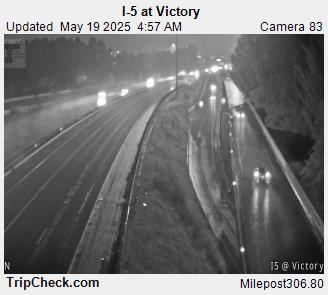 I-5 at Victory
Updated May 19 2025 4:57 AM Camera 83
N I5 @ Victory
TripCheck.com Milepost306.80